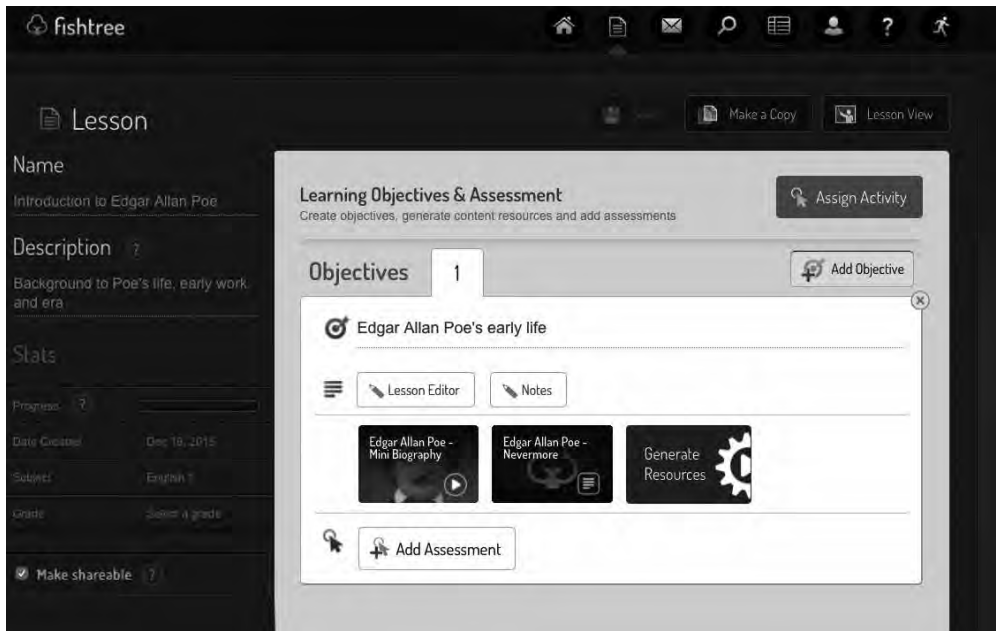 fishtree
?
Lesson
Make a Copy
Lesson View
Name
Introduction to Edgar Allan Poe
Description ?
Background to Poe's life, early work
and era
Stats
Progress ?
Date Created Dec 18, 2015
Subject English 1
Grade Select a grade
Make shareable ?
Learning Objectives & Assessment
Create objectives, generate content resources and add assessments
Assign Activity
Objectives 1
Add Objective
Edgar Allan Poe's early life
Lesson Editor
Notes
Edgar Allan Poe -
Mini Biography
Edgar Allan Poe -
Nevermore
Generate
Resources
Add Assessment